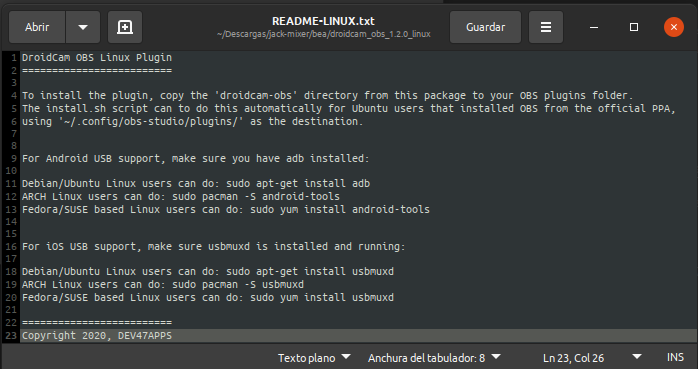 Abrir
README-LINUX.txt
~/Descargas/jack-mixer/bea/droidcam_obs_1.2.0_linux
Guardar
1 DroidCam OBS Linux Plugin
2 =========================
3
4 To install the plugin, copy the 'droidcam-obs' directory from this package to your OBS plugins folder.
5 The install.sh script can to do this automatically for Ubuntu users that installed OBS from the official PPA,
6 using '~/.config/obs-studio/plugins/' as the destination.
7
8
9 For Android USB support, make sure you have adb installed:
10
11 Debian/Ubuntu Linux users can do: sudo apt-get install adb
12 ARCH Linux users can do: sudo pacman -S android-tools
13 Fedora/SUSE based Linux users can do: sudo yum install android-tools
14
15
16 For iOS USB support, make sure usbmuxd is installed and running:
17
18 Debian/Ubuntu Linux users can do: sudo apt-get install usbmuxd
19 ARCH Linux users can do: sudo pacman -S usbmuxd
20 Fedora/SUSE based Linux users can do: sudo yum install usbmuxd
21
22 =========================
23 Copyright 2020, DEV47APPS
Texto plano Anchura del tabulador: 8 Ln 23, Col 26 INS